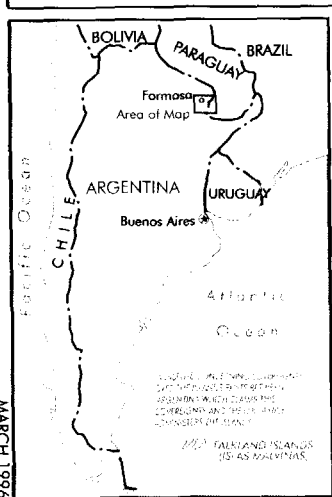 BOLIVIA
PARAGUAY
BRAZIL
Formosa
Area of Map
Pacific Ocean
CHILE
ARGENTINA
URUGUAY
Buenos Aires
Atlantic
Ocean
FALKLAND ISLANDS
(ISLAS MALVINAS)
MARCH 1996